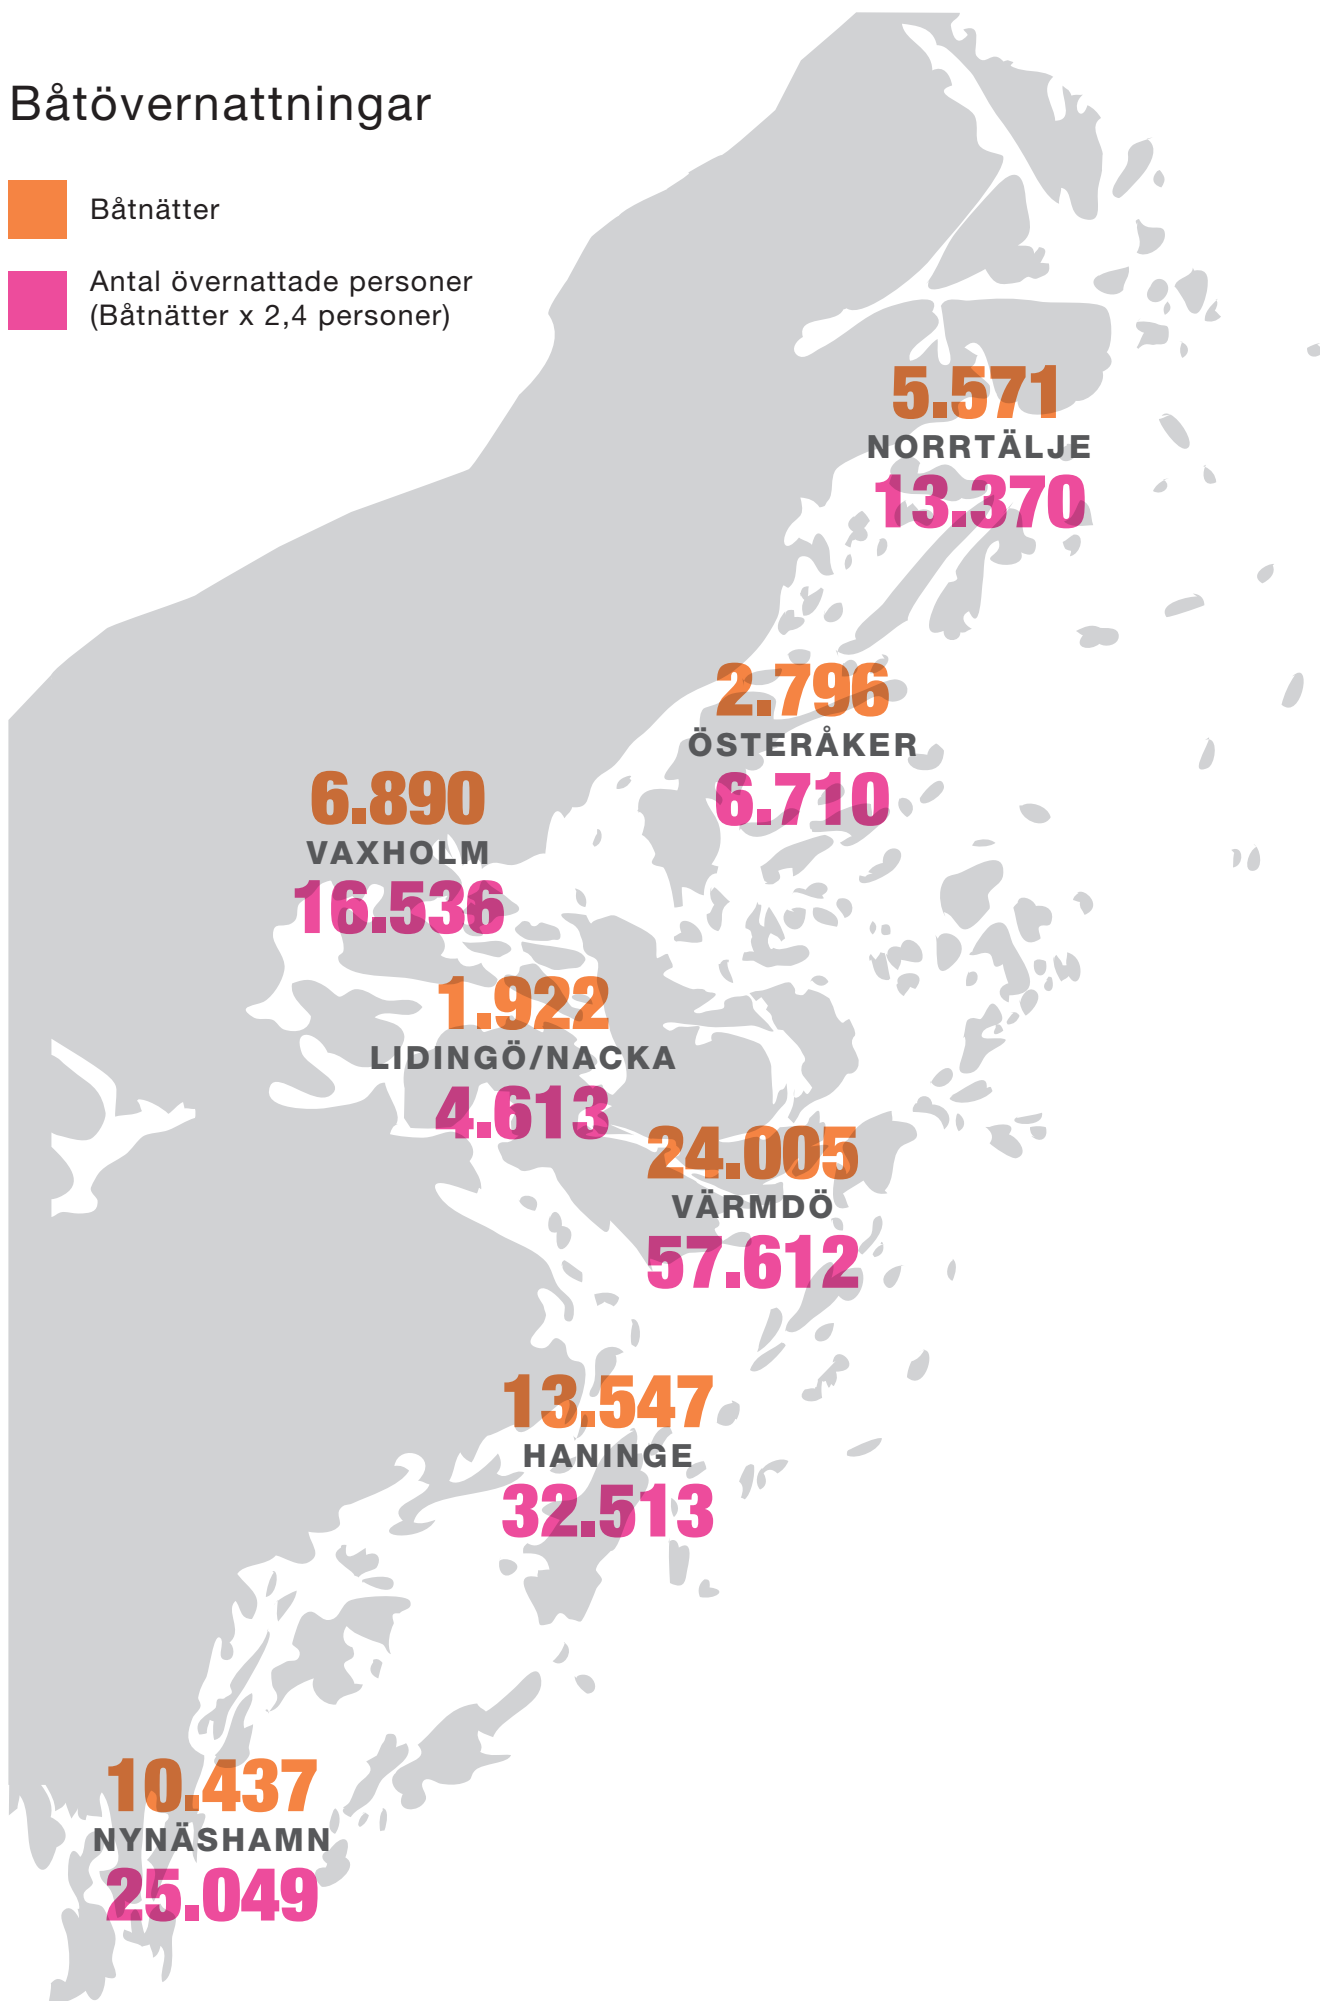 Båtövernattningar
Båtnätter
Antal övernattade personer
(Båtnätter x 2,4 personer)
5.571
NORRTÄLJE
13.370
2.796
ÖSTERÅKER
6.710
6.890
VAXHOLM
16.536
1.922
LIDINGÖ/NACKA
4.613
24.005
VÄRMDÖ
57.612
13.547
HANINGE
32.513
10.437
NYNÄSHAMN
25.049